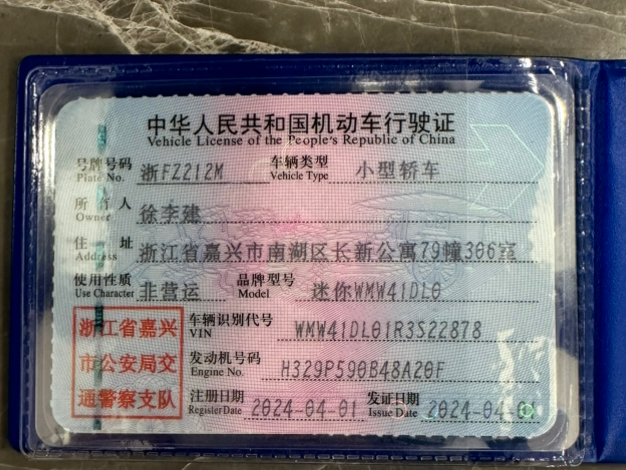 中华人民共和国机动车行驶证
Vehicle License of the People's Republic of China
号牌号码 浙FZ212M 车辆类型 小型轿车
Plate No. Vehicle Type
所有人 徐李建
Owner
住址 浙江省嘉兴市南湖区长新公寓79幢306室
Address
使用性质 非营运 品牌型号 迷你WMW41DL0
Use Character Model
浙江省嘉兴
市公安局交
通警察支队
车辆识别代号 WMW41DL01R3S22878
VIN
发动机号码 H329P590B48A20F
Engine No.
注册日期 2024-04-01 发证日期 2024-04-01
Register Date Issue Date